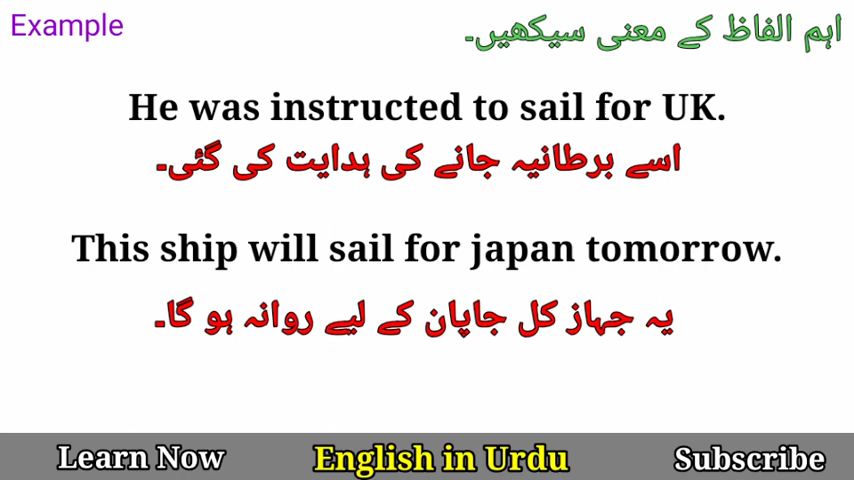 Example
اہم الفاظ کے معنی سیکھیں۔
He was instructed to sail for UK.
اسے برطانیہ جانے کی ہدایت کی گئی۔
This ship will sail for japan tomorrow.
یہ جہاز کل جاپان کے لیے روانہ ہو گا۔
Learn Now
English in Urdu
Subscribe